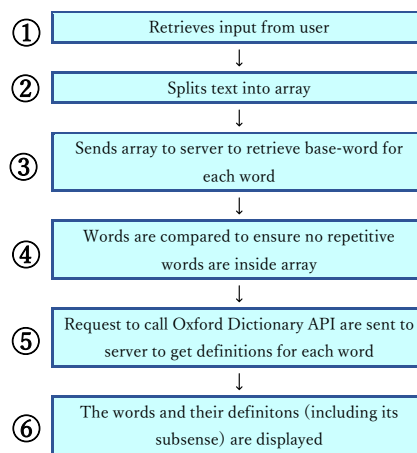 ① Retrieves input from user
↓
② Splits text into array
↓
③ Sends array to server to retrieve base-word for
each word
↓
④ Words are compared to ensure no repetitive
words are inside array
↓
⑤ Request to call Oxford Dictionary API are sent to
server to get definitions for each word
↓
⑥ The words and their definitons (including its
subsense) are displayed